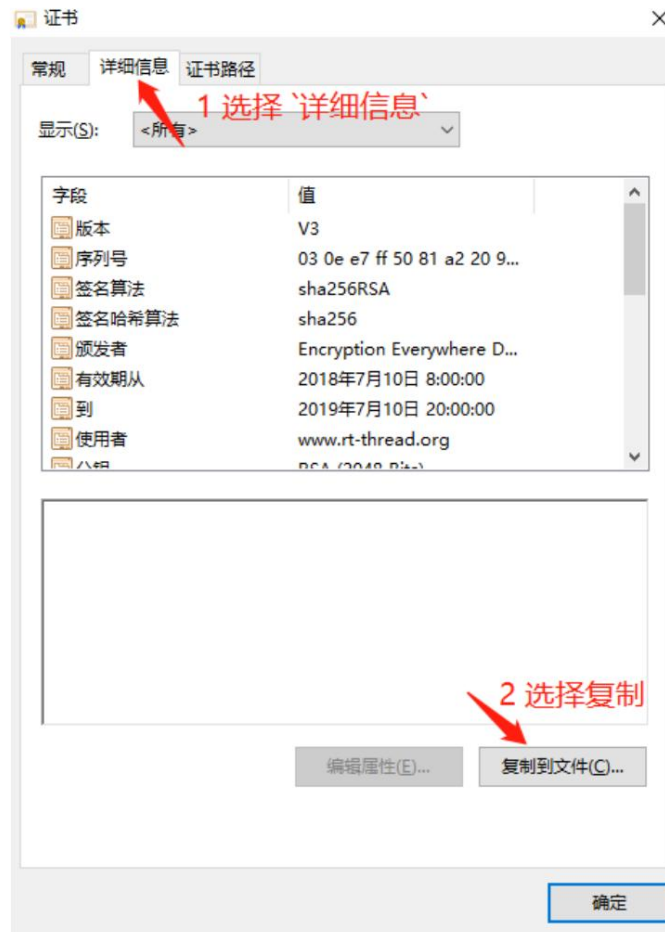 证书
常规 详细信息 证书路径
1 选择 `详细信息`
显示(S): <所有>
字段 值
版本 V3
序列号 03 0e e7 ff 50 81 a2 20 9...
签名算法 sha256RSA
签名哈希算法 sha256
颁发者 Encryption Everywhere D...
有效期从 2018年7月10日 8:00:00
到 2019年7月10日 20:00:00
使用者 www.rt-thread.org
公钥 RSA (2048 Bits)
2 选择复制
编辑属性(E)... 复制到文件(C)...
确定